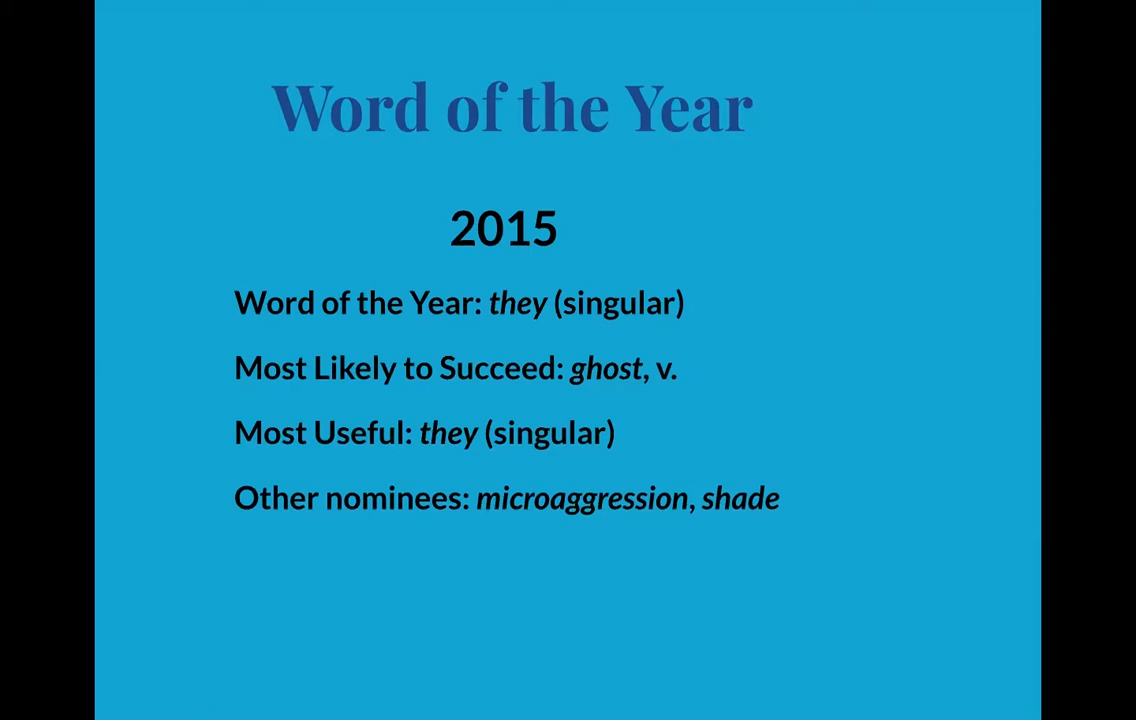 Word of the Year
2015
Word of the Year: they (singular)
Most Likely to Succeed: ghost, v.
Most Useful: they (singular)
Other nominees: microaggression, shade